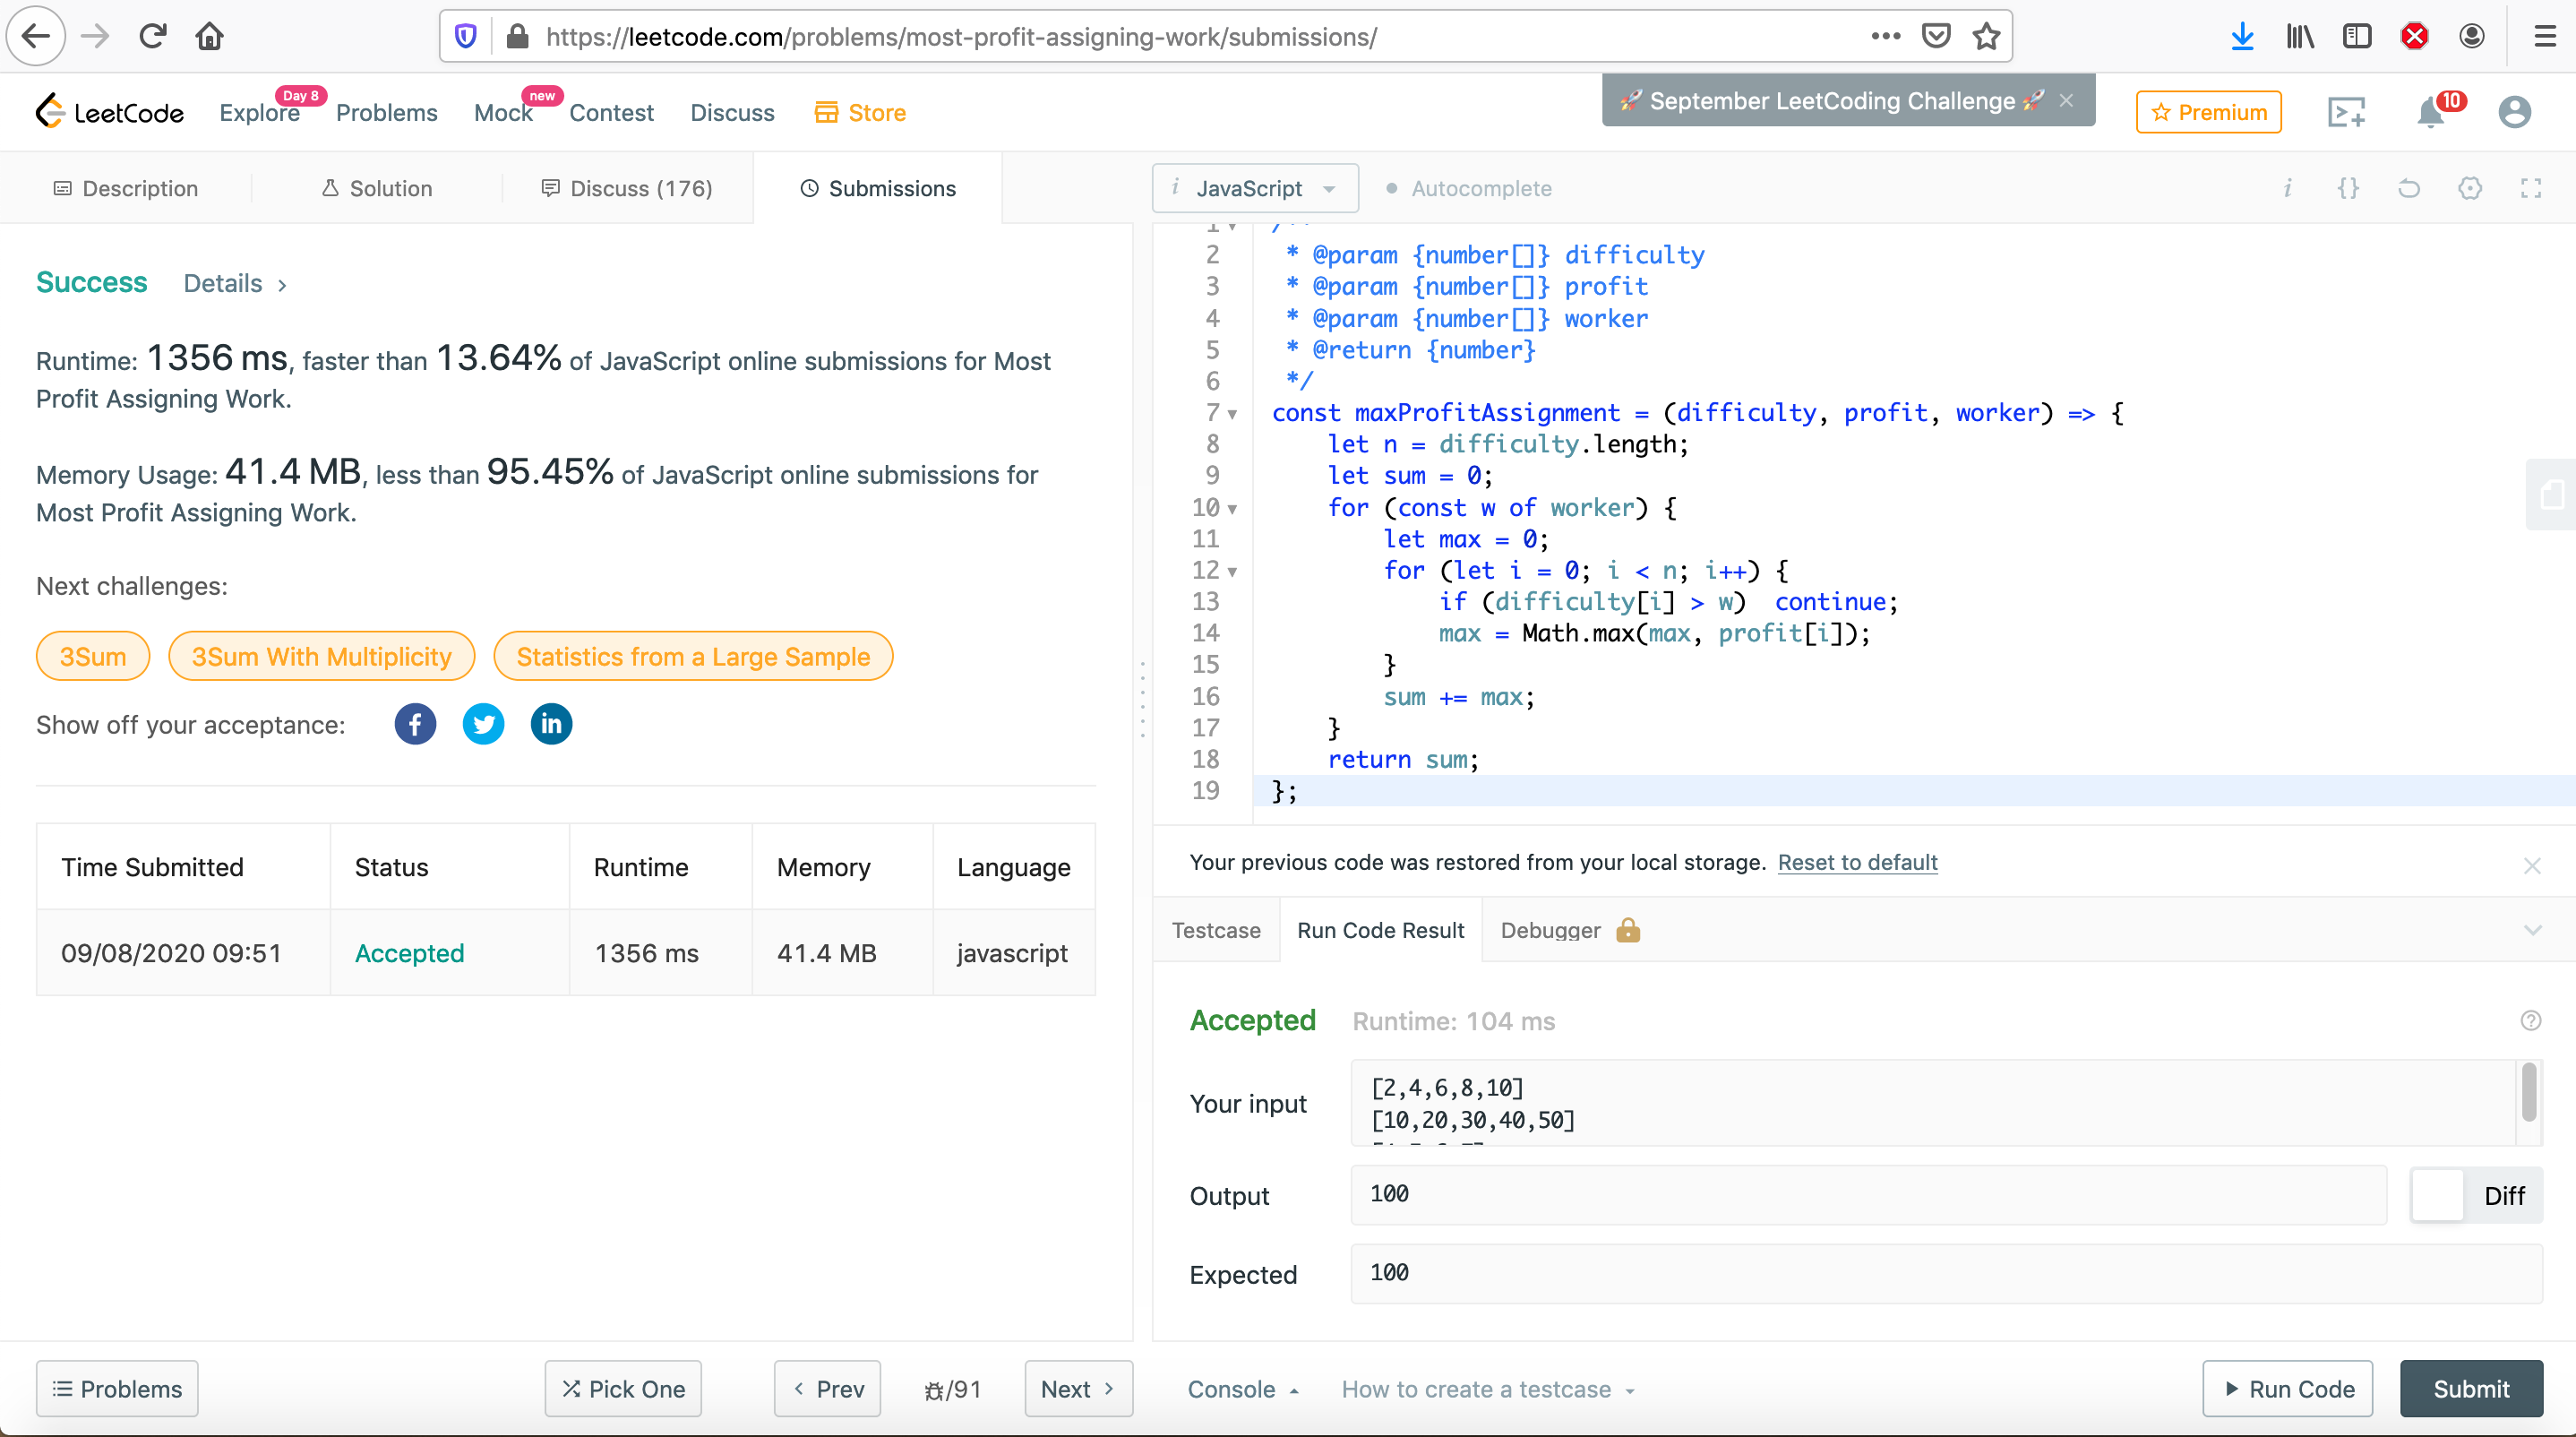 https://leetcode.com/problems/most-profit-assigning-work/submissions/
LeetCode Explore Day 8 Problems Mock new Contest Discuss Store
🚀 September LeetCoding Challenge 🚀 ×
Premium 10
Description Solution Discuss (176) Submissions
i JavaScript Autocomplete i {}
Success Details >
Runtime: 1356 ms, faster than 13.64% of JavaScript online submissions for Most
Profit Assigning Work.
Memory Usage: 41.4 MB, less than 95.45% of JavaScript online submissions for
Most Profit Assigning Work.
Next challenges:
3Sum 3Sum With Multiplicity Statistics from a Large Sample
Show off your acceptance: f in
Time Submitted Status Runtime Memory Language
09/08/2020 09:51 Accepted 1356 ms 41.4 MB javascript
2 * @param {number[]} difficulty
3 * @param {number[]} profit
4 * @param {number[]} worker
5 * @return {number}
6 */
7 const maxProfitAssignment = (difficulty, profit, worker) => {
8 let n = difficulty.length;
9 let sum = 0;
10 for (const w of worker) {
11 let max = 0;
12 for (let i = 0; i < n; i++) {
13 if (difficulty[i] > w)  continue;
14 max = Math.max(max, profit[i]);
15 }
16 sum += max;
17 }
18 return sum;
19 };
Your previous code was restored from your local storage. Reset to default
Testcase Run Code Result Debugger
Accepted Runtime: 104 ms
Your input
[2,4,6,8,10]
[10,20,30,40,50]
Output 100 Diff
Expected 100
Problems Pick One < Prev /91 Next >
Console How to create a testcase Run Code Submit